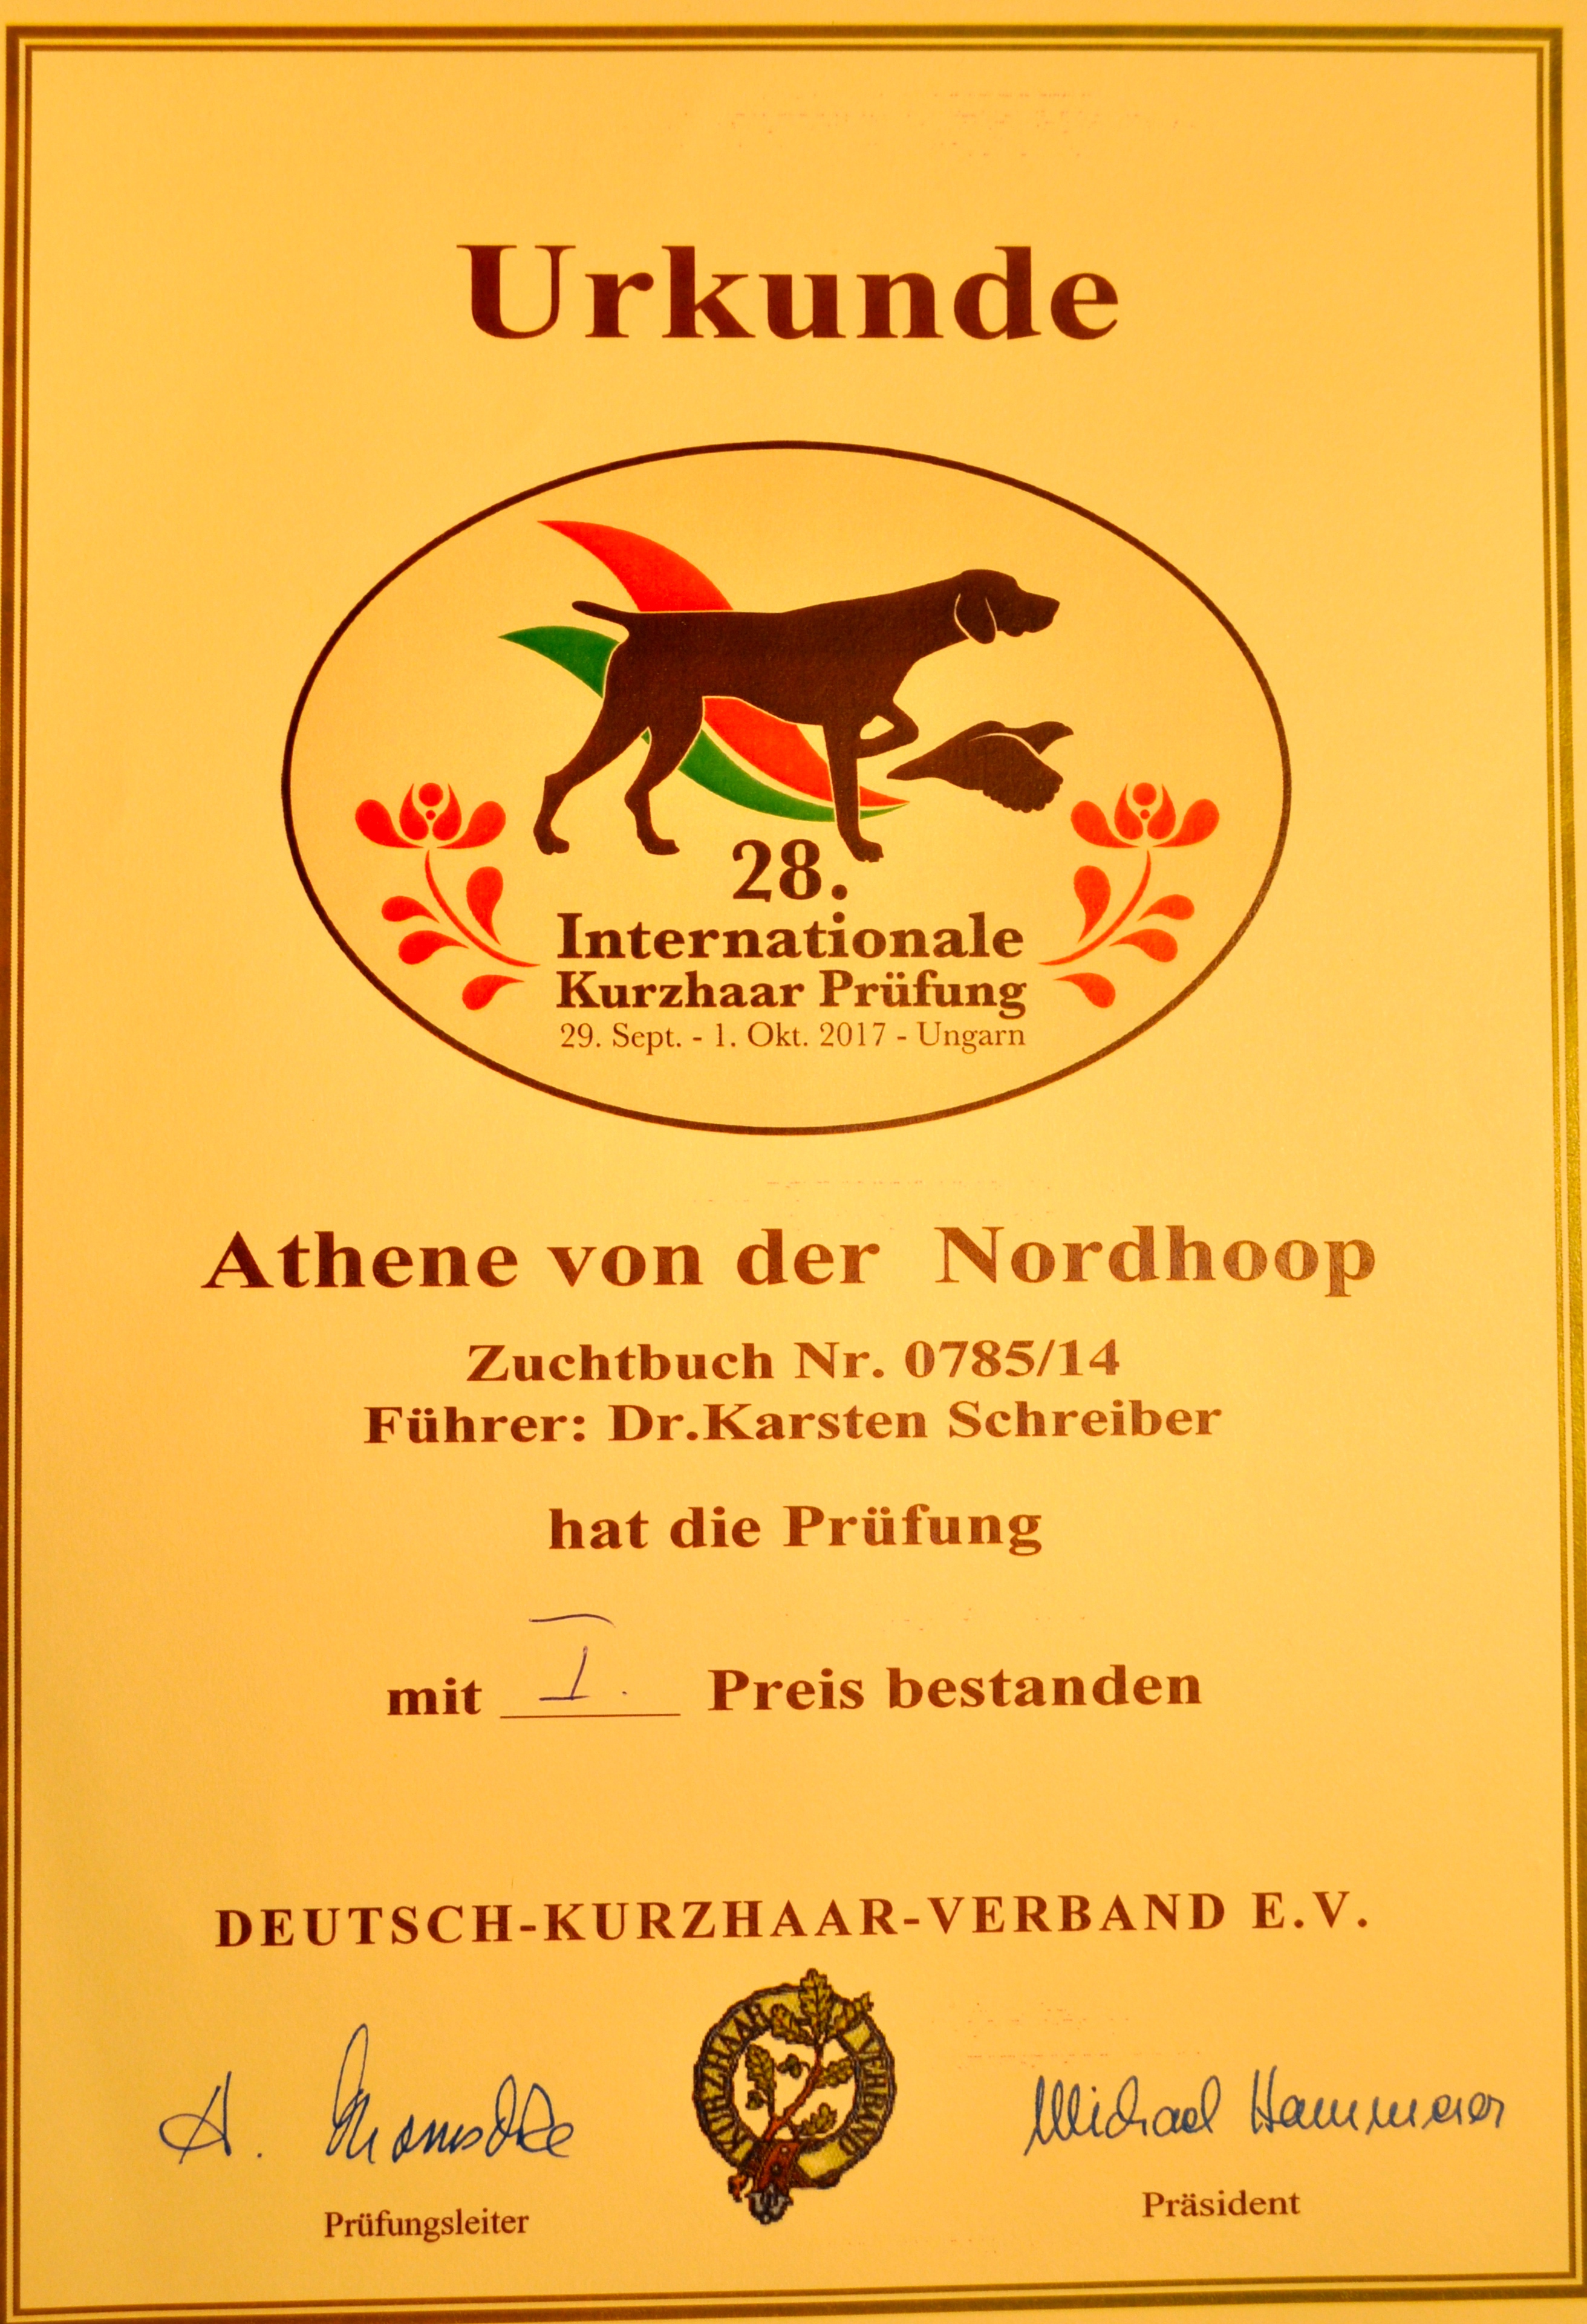 Urkunde
28.
Internationale
Kurzhaar Prüfung
29. Sept. - 1. Okt. 2017 - Ungarn
Athene von der Nordhoop
Zuchtbuch Nr. 0785/14
Führer: Dr.Karsten Schreiber
hat die Prüfung
mit I. Preis bestanden
DEUTSCH-KURZHAAR-VERBAND E.V.
KURZHAAR VERBAND
Michael Hammerer
Prüfungsleiter
Präsident